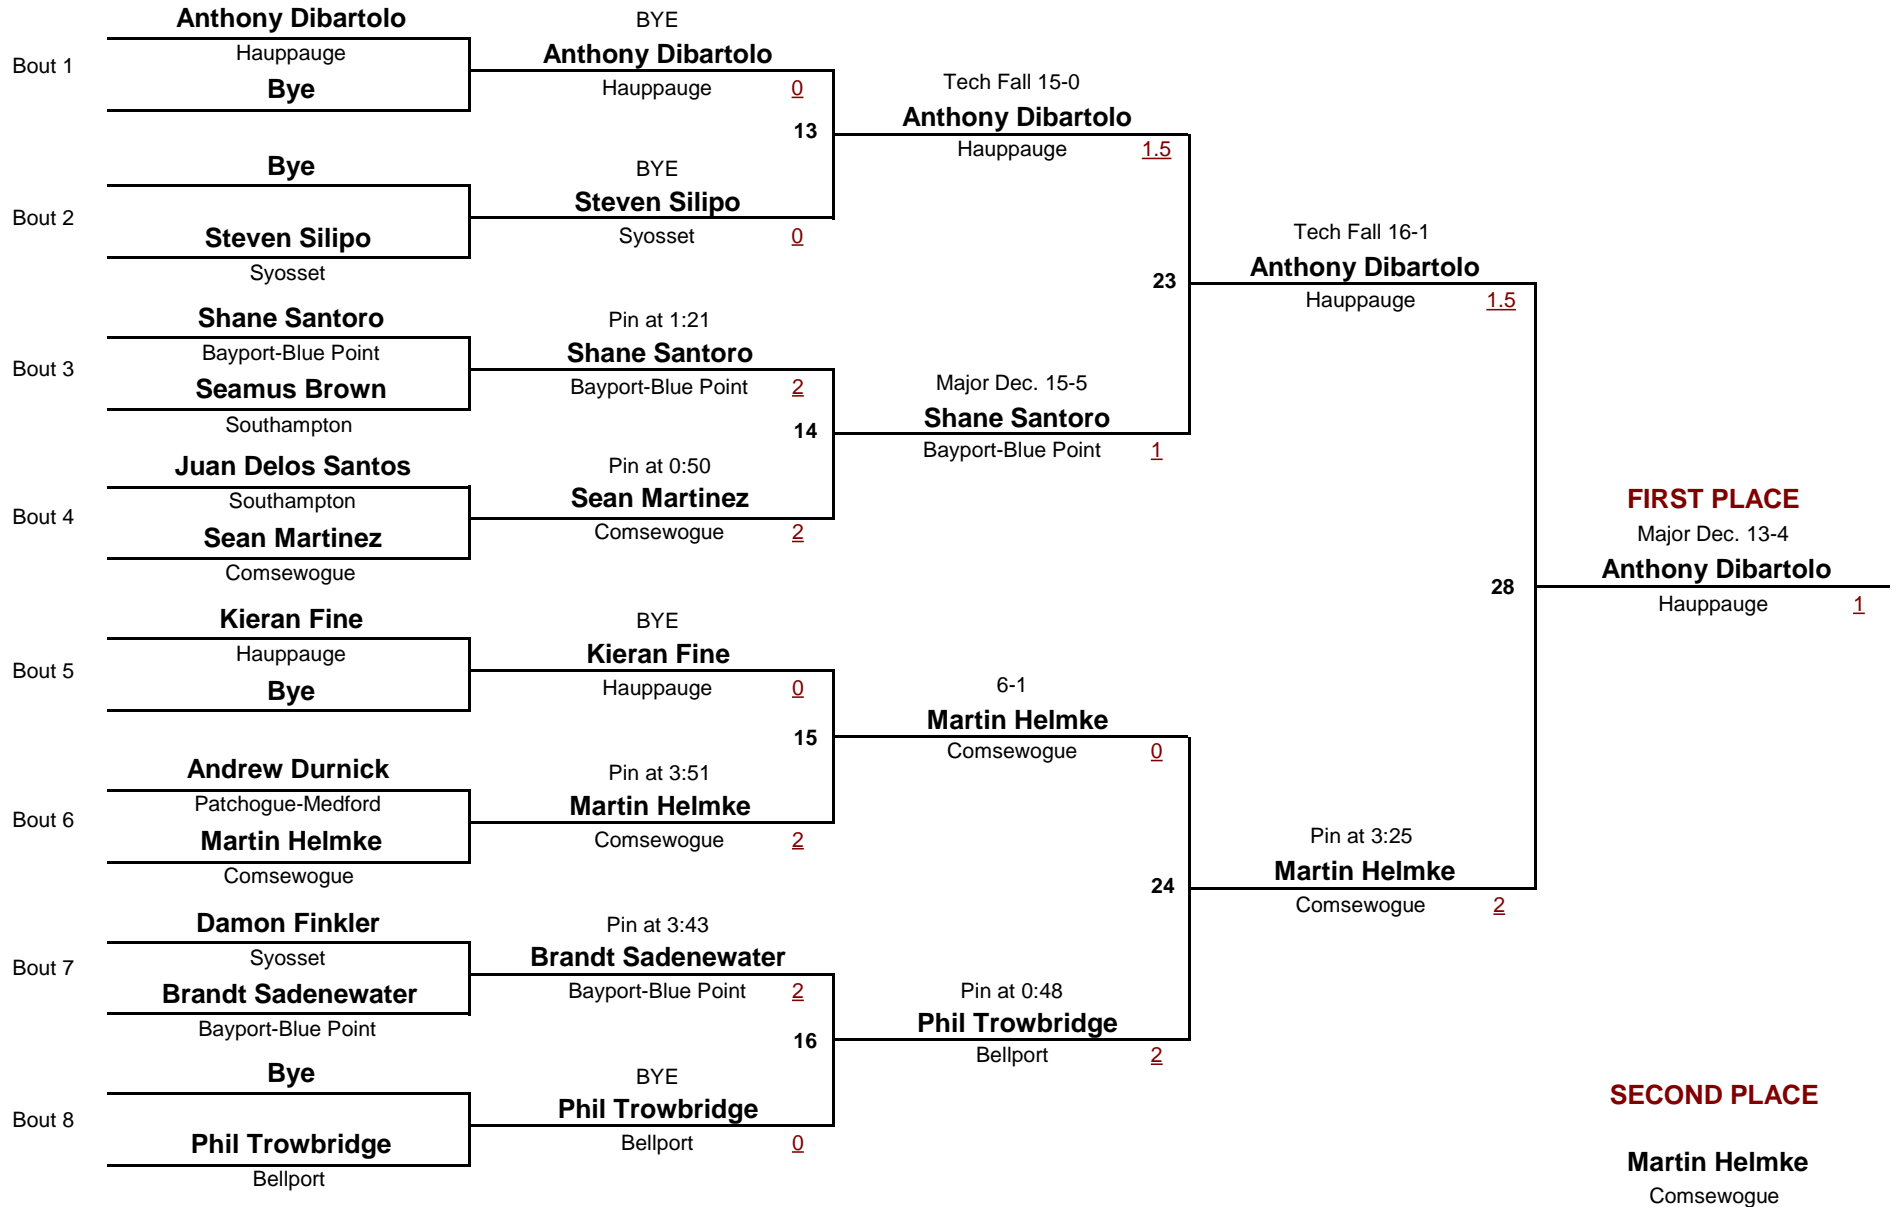 Anthony Dibartolo
Bout 1
Hauppauge
Bye
Bye
Bout 2
Steven Silipo
Syosset
Shane Santoro
Bout 3
Bayport-Blue Point
Seamus Brown
Southampton
Juan Delos Santos
Bout 4
Southampton
Sean Martinez
Comsewogue
Kieran Fine
Bout 5
Hauppauge
Bye
Andrew Durnick
Bout 6
Patchogue-Medford
Martin Helmke
Comsewogue
Damon Finkler
Bout 7
Syosset
Brandt Sadenewater
Bayport-Blue Point
Bye
Bout 8
Phil Trowbridge
Bellport
BYE
Anthony Dibartolo
Hauppauge 0
13
BYE
Steven Silipo
Syosset 0
Pin at 1:21
Shane Santoro
Bayport-Blue Point 2
14
Pin at 0:50
Sean Martinez
Comsewogue 2
BYE
Kieran Fine
Hauppauge 0
15
Pin at 3:51
Martin Helmke
Comsewogue 2
Pin at 3:43
Brandt Sadenewater
Bayport-Blue Point 2
16
BYE
Phil Trowbridge
Bellport 0
Tech Fall 15-0
Anthony Dibartolo
Hauppauge 1.5
23
Major Dec. 15-5
Shane Santoro
Bayport-Blue Point 1
6-1
Martin Helmke
Comsewogue 0
24
Pin at 0:48
Phil Trowbridge
Bellport 2
Tech Fall 16-1
Anthony Dibartolo
Hauppauge 1.5
28
Pin at 3:25
Martin Helmke
Comsewogue 2
FIRST PLACE
Major Dec. 13-4
Anthony Dibartolo
Hauppauge 1
SECOND PLACE
Martin Helmke
Comsewogue